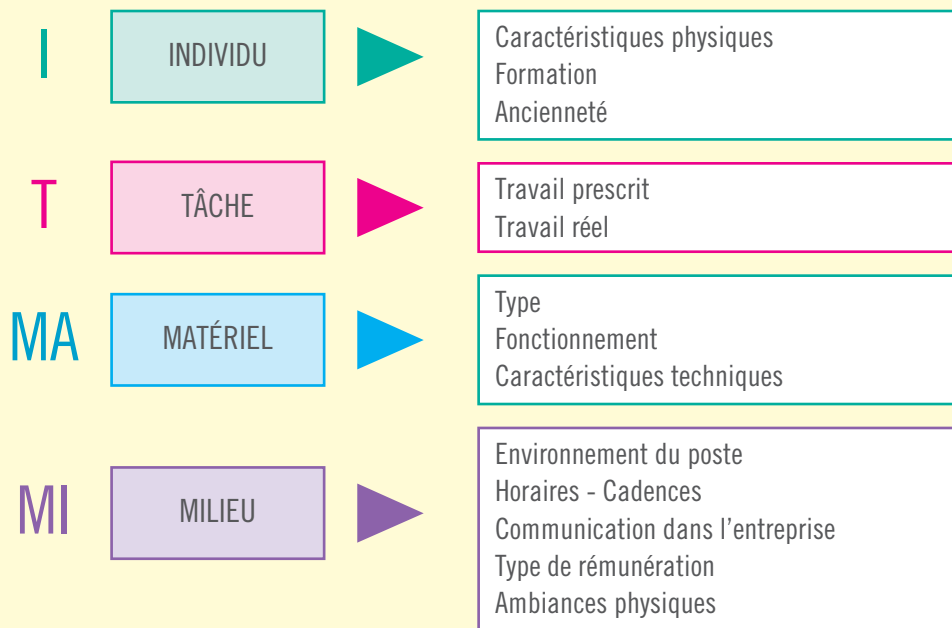 I
INDIVIDU
Caractéristiques physiques
Formation
Ancienneté
T
TÂCHE
Travail prescrit
Travail réel
MA
MATÉRIEL
Type
Fonctionnement
Caractéristiques techniques
MI
MILIEU
Environnement du poste
Horaires - Cadences
Communication dans l'entreprise
Type de rémunération
Ambiances physiques